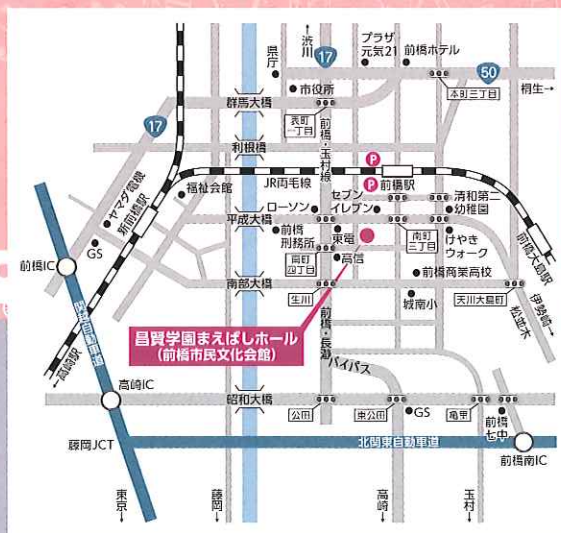 ↑渋川
17
プラザ
元気21
前橋ホテル
県庁
市役所
50
桐生→
群馬大橋
表町
一丁目
本町三丁目
17
利根橋
前橋・玉村線
P
前橋駅
P
JR両毛線
福祉会館
ヤマダ電機
新前橋駅
ローソン
セブン
イレブン
清和第二
幼稚園
平成大橋
前橋
刑務所
東電
南町
三丁目
けやき
ウォーク
前橋大島駅
GS
前橋IC
南町
四丁目
高信
前橋商業高校
南部大橋
生川
城南小
天川大島町
伊勢崎→
松並木
関越自動車道
昌賢学園まえばしホール
(前橋市民文化会館)
前橋・長瀞
バイパス
←高崎駅
高崎IC
昭和大橋
公田
東公田
GS
亀里
前橋
七中
藤岡JCT
北関東自動車道
前橋南IC
東京→
藤岡→
高崎→
玉村→